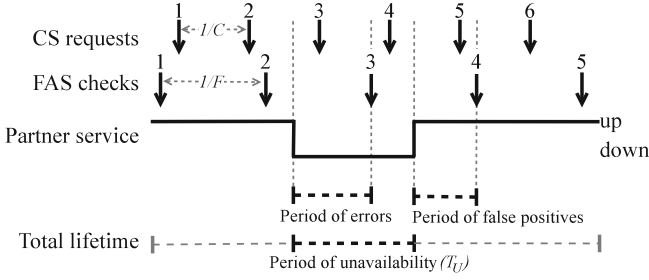 1 2 3 4 5 6
CS requests
1/C
1 2 3 4 5
FAS checks
1/F
Partner service
up
down
Period of errors
Period of false positives
Total lifetime
Period of unavailability (T_U)